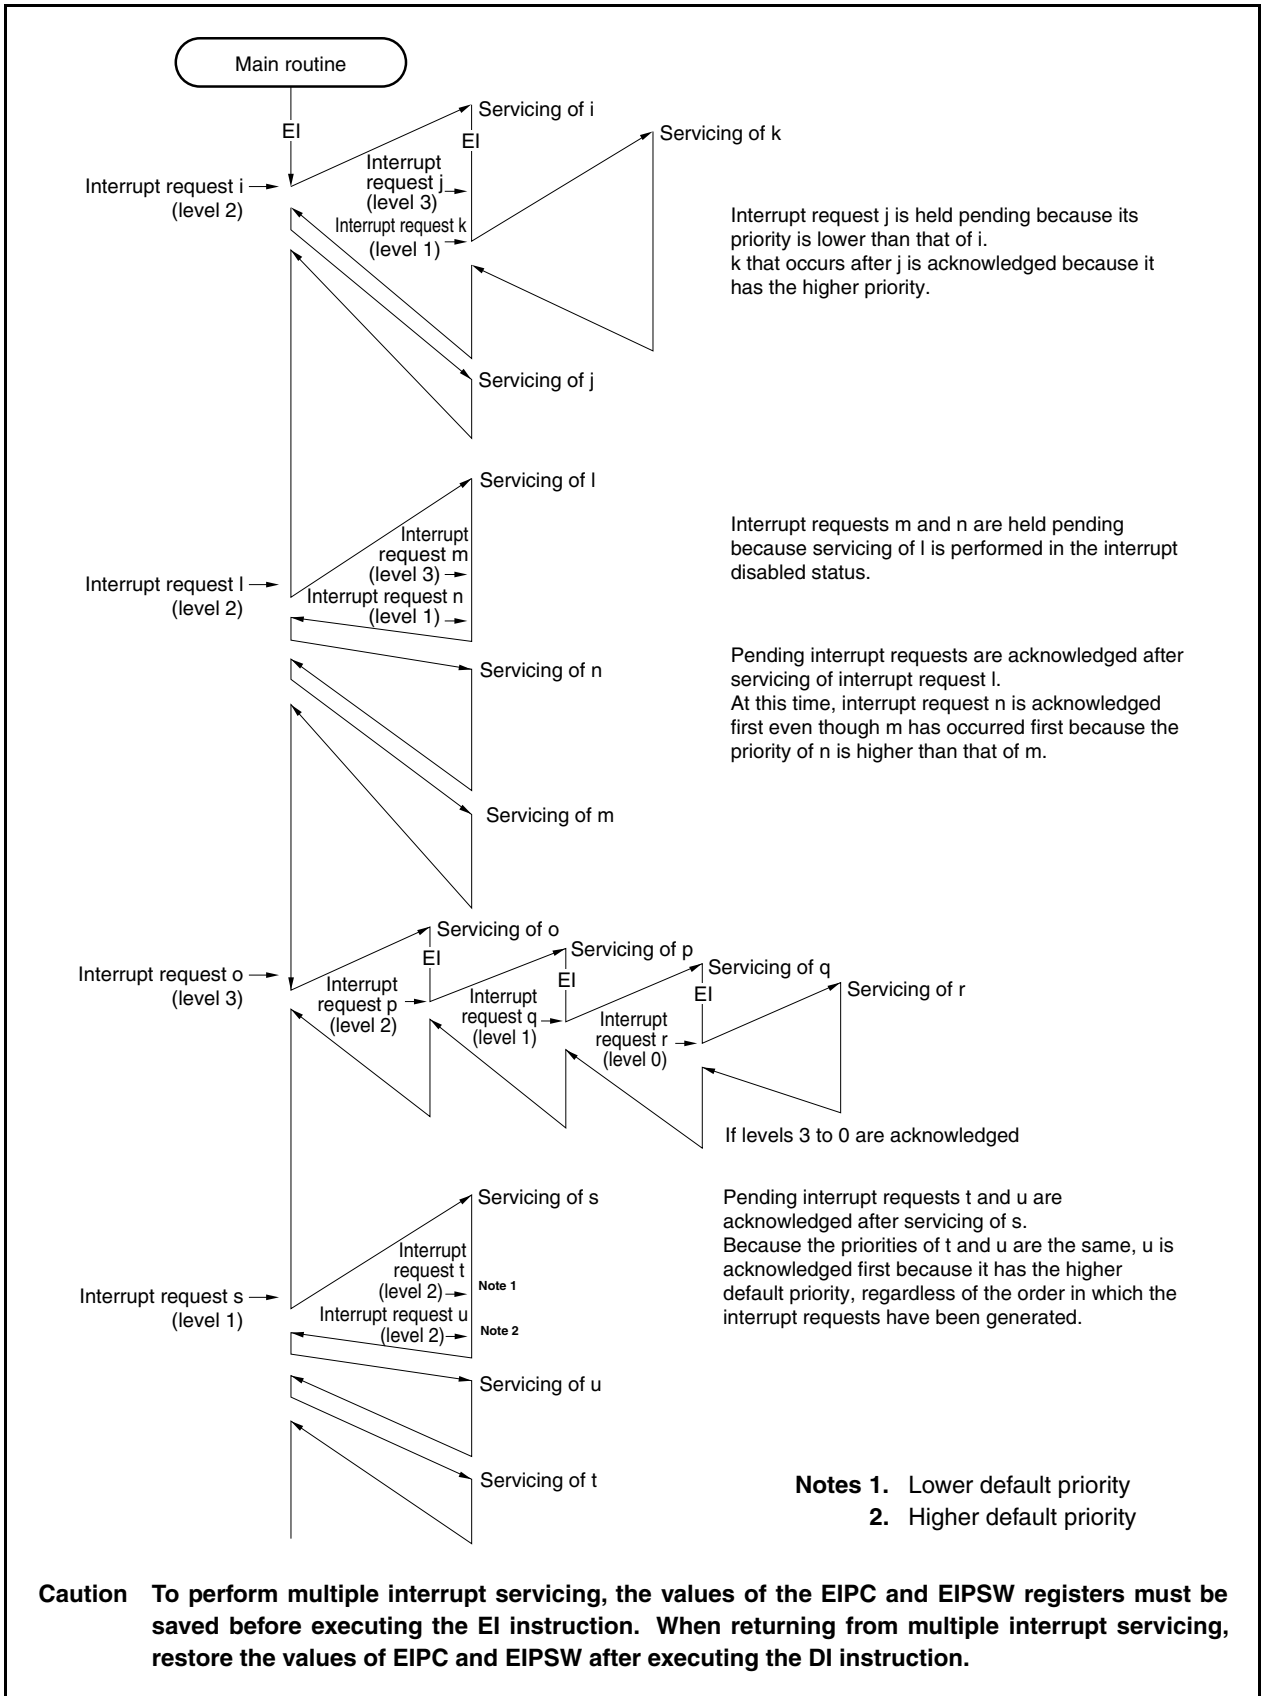 Main routine
EI
Servicing of i
EI
Servicing of k
Interrupt request i
(level 2)
Interrupt
request j
(level 3)
Interrupt request k
(level 1)
Interrupt request j is held pending because its
priority is lower than that of i.
k that occurs after j is acknowledged because it
has the higher priority.
Servicing of j
Servicing of l
Interrupt request l
(level 2)
Interrupt
request m
(level 3)
Interrupt request n
(level 1)
Interrupt requests m and n are held pending
because servicing of l is performed in the interrupt
disabled status.
Servicing of n
Pending interrupt requests are acknowledged after
servicing of interrupt request l.
At this time, interrupt request n is acknowledged
first even though m has occurred first because the
priority of n is higher than that of m.
Servicing of m
Interrupt request o
(level 3)
Servicing of o
EI
Interrupt
request p
(level 2)
Servicing of p
EI
Interrupt
request q
(level 1)
Servicing of q
EI
Interrupt
request r
(level 0)
Servicing of r
If levels 3 to 0 are acknowledged
Servicing of s
Interrupt request s
(level 1)
Interrupt
request t
(level 2)
Note 1
Interrupt request u
(level 2)
Note 2
Pending interrupt requests t and u are
acknowledged after servicing of s.
Because the priorities of t and u are the same, u is
acknowledged first because it has the higher
default priority, regardless of the order in which the
interrupt requests have been generated.
Servicing of u
Servicing of t
Notes 1. Lower default priority
2. Higher default priority
Caution To perform multiple interrupt servicing, the values of the EIPC and EIPSW registers must be
saved before executing the EI instruction. When returning from multiple interrupt servicing,
restore the values of EIPC and EIPSW after executing the DI instruction.